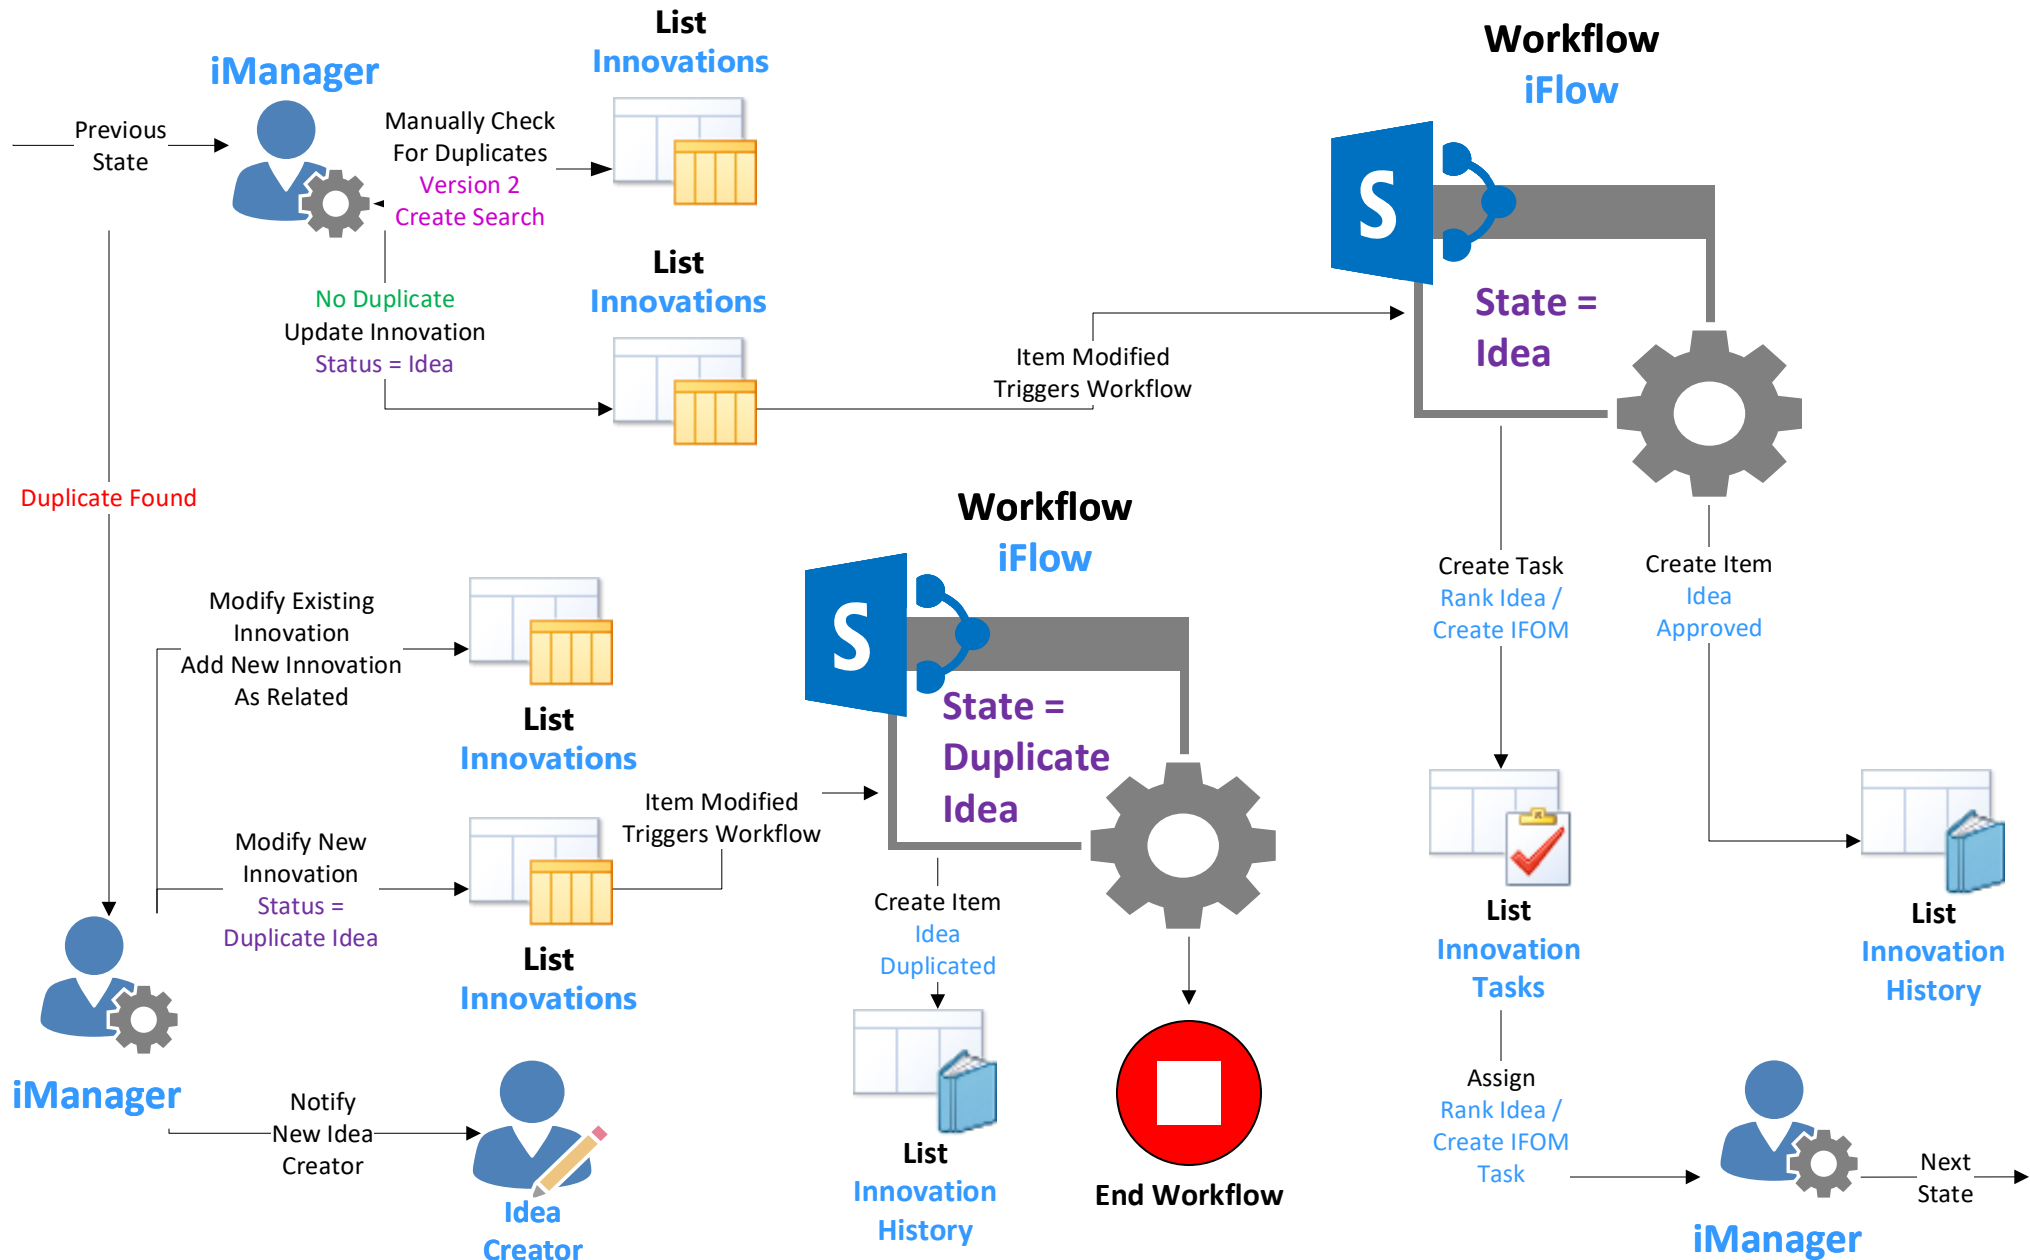 List
Innovations
iManager
Previous
State
Manually Check
For Duplicates
Version 2
Create Search
Workflow
iFlow
S
State =
Idea
List
Innovations
No Duplicate
Update Innovation
Status = Idea
Item Modified
Triggers Workflow
Duplicate Found
Workflow
iFlow
S
State =
Duplicate
Idea
Modify Existing
Innovation
Add New Innovation
As Related
List
Innovations
Modify New
Innovation
Status =
Duplicate Idea
List
Innovations
Item Modified
Triggers Workflow
Create Item
Idea
Duplicated
List
Innovation
History
End Workflow
iManager
Notify
New Idea
Creator
Idea
Creator
Create Task
Rank Idea /
Create IFOM
Create Item
Idea
Approved
List
Innovation
Tasks
List
Innovation
History
Assign
Rank Idea /
Create IFOM
Task
iManager
Next
State